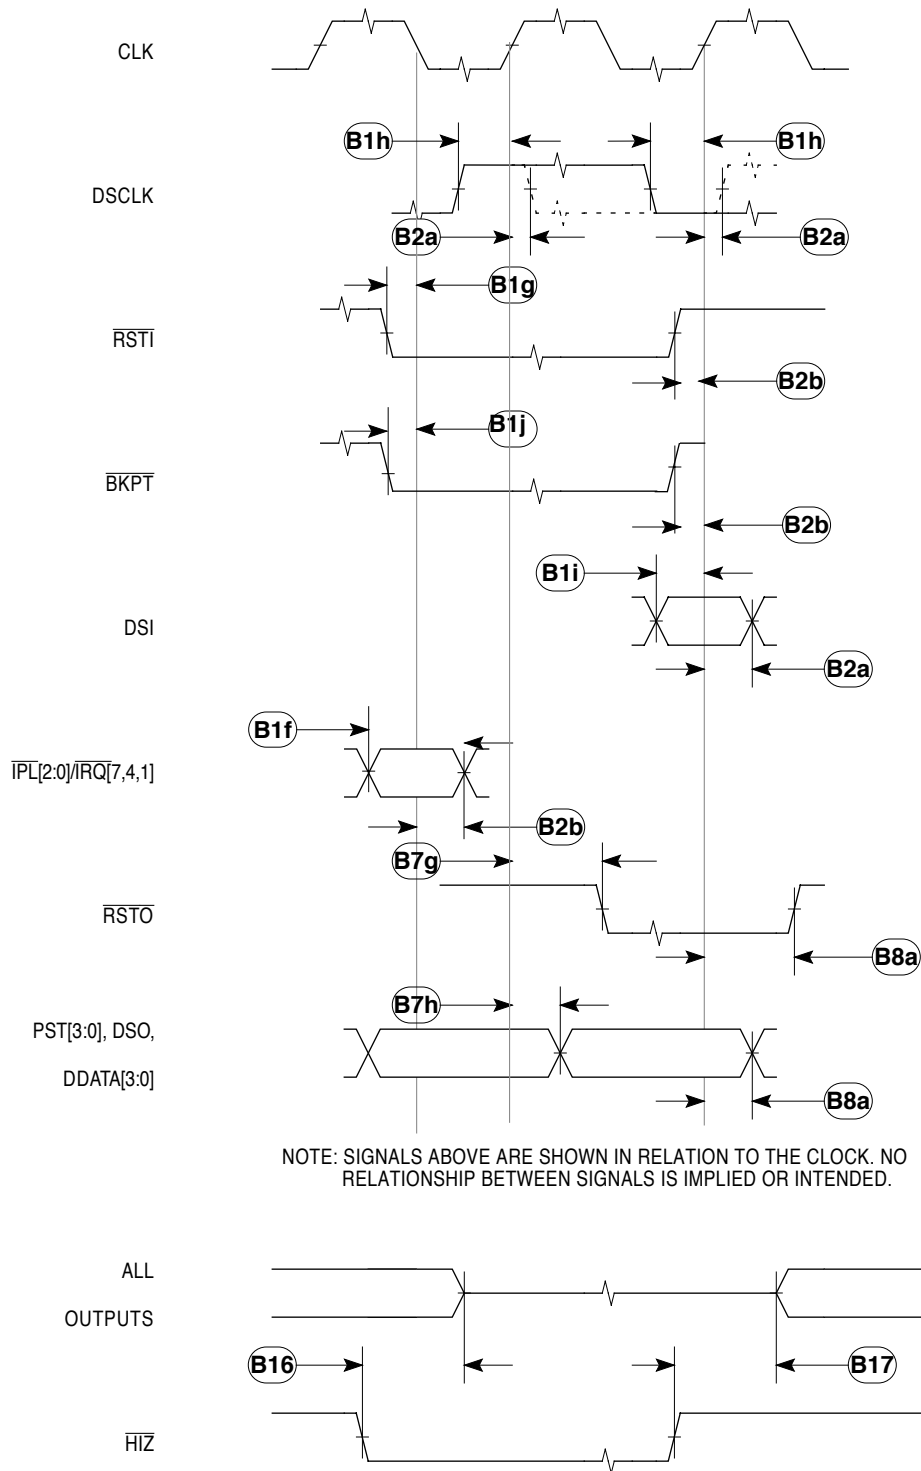 CLK
B1h
B1h
DSCLK
B2a
B2a
B1g
RSTI
B2b
B1j
BKPT
B2b
B1i
DSI
B2a
B1f
IPL[2:0]/IRQ[7,4,1]
B2b
B7g
RSTO
B8a
B7h
PST[3:0], DSO,
DDATA[3:0]
B8a
NOTE: SIGNALS ABOVE ARE SHOWN IN RELATION TO THE CLOCK. NO
RELATIONSHIP BETWEEN SIGNALS IS IMPLIED OR INTENDED.
ALL
OUTPUTS
B16
B17
HIZ